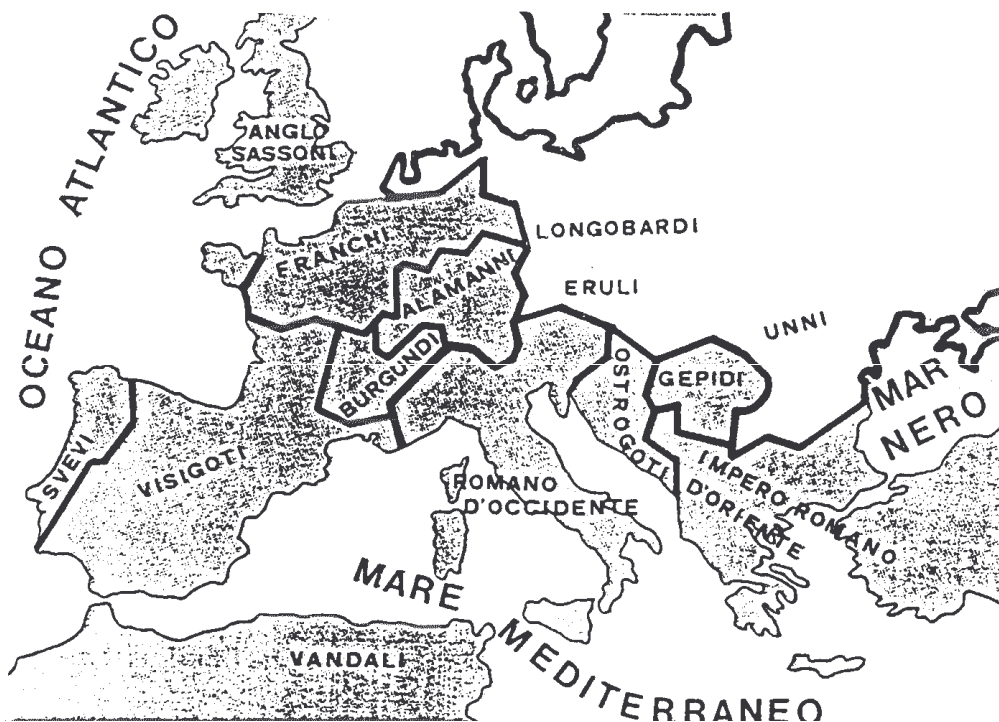 OCEANO ATLANTICO
ANGLO
SASSONI
FRANCHI
LONGOBARDI
ALAMANNI
ERULI
UNNI
BURGUNDI
OSTROGOTI
GEPIDI
MAR
NERO
SVEVI
VISIGOTI
ROMANO
D'OCCIDENTE
IMPERO ROMANO
D'ORIENTE
MARE
MEDITERRANEO
VANDALI